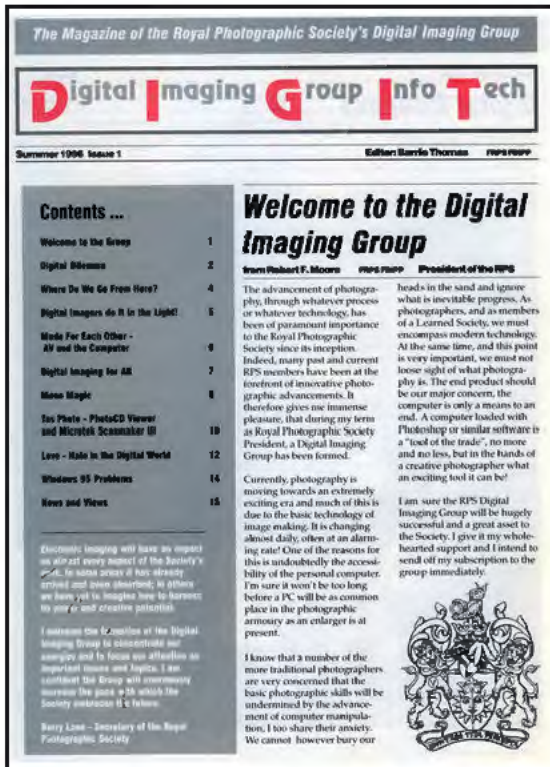 The Magazine of the Royal Photographic Society's Digital Imaging Group
Digital Imaging Group Info Tech
Summer 1996 Issue 1
Editor: Barrie Thomas FRPS FBIPP
Contents ...
Welcome to the Group 1
Digital Dilemma 2
Where Do We Go From Here? 4
Digital Imagers do it in the Light! 5
Made For Each Other -
AV and the Computer 6
Digital Imaging for All 7
Mono Magic 8
Tos Photo - PhotoCD Viewer
and Microtek Scanmaker III 10
Love - Hate in the Digital World 12
Windows 95 Problems 14
News and Views 15
Electronic imaging will have an impact
on almost every aspect of the Society's
work. In some areas it has already
arrived and been absorbed; in others
we have yet to imagine how to harness
its power and creative potential.
I welcome the formation of the Digital
Imaging Group to concentrate our
energies and to focus our attention on
important issues and topics. I am
confident the Group will enormously
increase the pace with which the
Society embraces the future.
Barry Lane - Secretary of the Royal
Photographic Society
Welcome to the Digital
Imaging Group
from Robert F. Moore FRPS FBIPP President of the RPS
The advancement of photogra-
phy, through whatever process
or whatever technology, has
been of paramount importance
to the Royal Photographic
Society since its inception.
Indeed, many past and current
RPS members have been at the
forefront of innovative photo-
graphic advancements. It
therefore gives me immense
pleasure, that during my term
as Royal Photographic Society
President, a Digital Imaging
Group has been formed.
Currently, photography is
moving towards an extremely
exciting era and much of this is
due to the basic technology of
image making. It is changing
almost daily, often at an alarm-
ing rate! One of the reasons for
this is undoubtedly the accessi-
bility of the personal computer.
I'm sure it won't be too long
before a PC will be as common
place in the photographic
armoury as an enlarger is at
present.
I know that a number of the
more traditional photographers
are very concerned that the
basic photographic skills will be
undermined by the advance-
ment of computer manipula-
tion, I too share their anxiety.
We cannot however bury our
heads in the sand and ignore
what is inevitable progress. As
photographers, and as members
of a Learned Society, we must
encompass modern technology.
At the same time, and this point
is very important, we must not
loose sight of what photogra-
phy is. The end product should
be our major concern, the
computer is only a means to an
end. A computer loaded with
Photoshop or similar software is
a "tool of the trade", no more
and no less, but in the hands of
a creative photographer what
an exciting tool it can be!
I am sure the RPS Digital
Imaging Group will be hugely
successful and a great asset to
the Society. I give it my whole-
hearted support and I intend to
send off my subscription to the
group immediately.